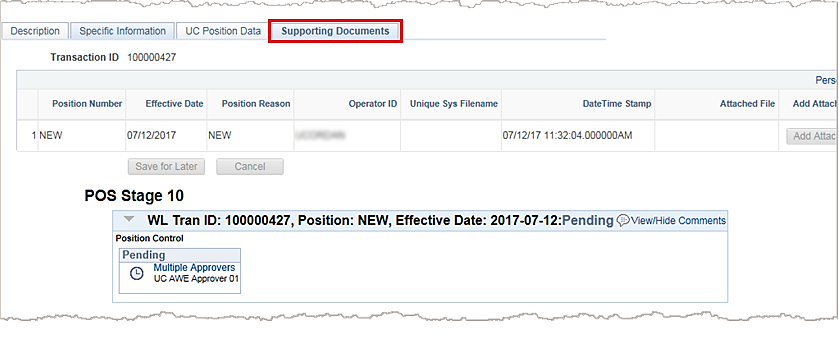 Description Specific Information UC Position Data Supporting Documents
Transaction ID 100000427
Pers
Position Number Effective Date Position Reason Operator ID Unique Sys Filename DateTime Stamp Attached File Add Attac
1 NEW 07/12/2017 NEW 07/12/17 11:32:04.000000AM Add Attac
Save for Later Cancel
POS Stage 10
WL Tran ID: 100000427, Position: NEW, Effective Date: 2017-07-12:Pending View/Hide Comments
Position Control
Pending
Multiple Approvers
UC AWE Approver 01